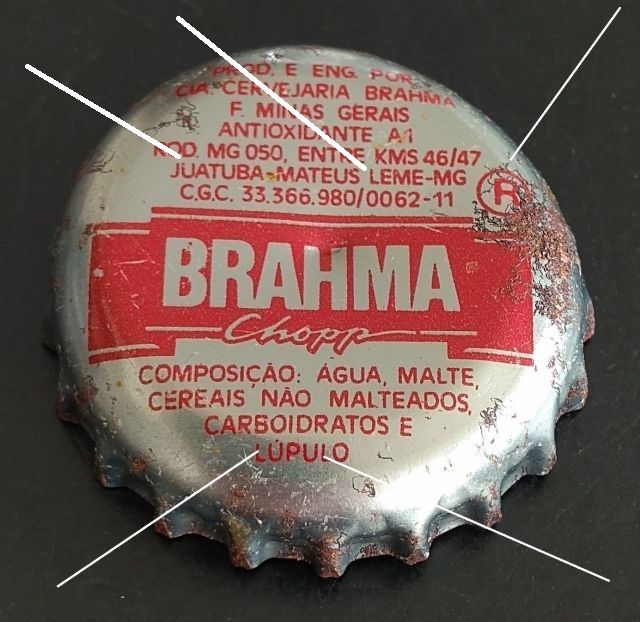 PROD. E ENG. POR
CIA. CERVEJARIA BRAHMA
F. MINAS GERAIS
ANTIOXIDANTE A-1
ROD. MG 050, ENTRE KMS 46/47
JUATUBA-MATEUS LEME-MG
C.G.C. 33.366.980/0062-11
®
BRAHMA
Chopp
COMPOSIÇÃO: ÁGUA, MALTE,
CEREAIS NÃO MALTEADOS,
CARBOIDRATOS E
LÚPULO